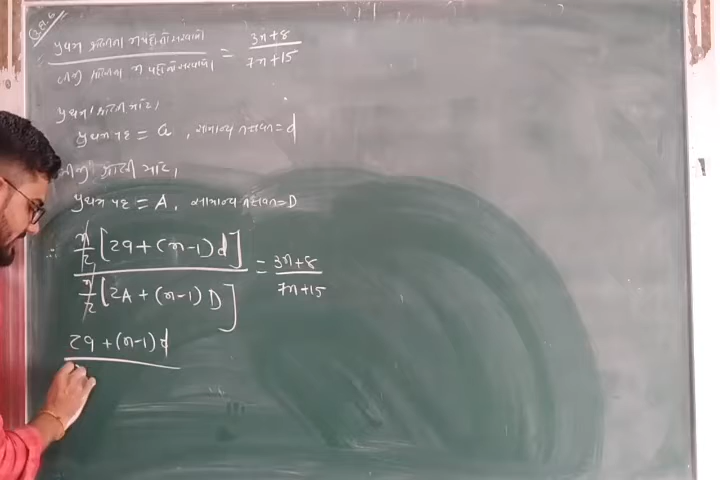 પ્રથમ શ્રેણીના n પદોનો સરવાળો / બીજી શ્રેણીના n પદોનો સરવાળો = 3n+8 / 7n+15
પ્રથમ શ્રેણી માટે,
પ્રથમ પદ = a, સામાન્ય તફાવત = d
બીજી શ્રેણી માટે,
પ્રથમ પદ = A, સામાન્ય તફાવત = D
∴ n/2 [2a + (n-1) d] / n/2 [2A + (n-1) D] = 3n+8 / 7n+15
2a + (n-1) d